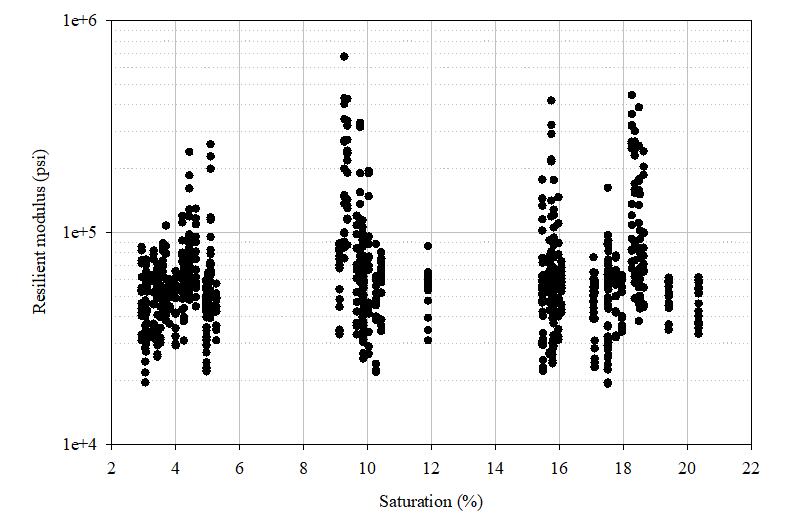 1e+6
1e+5
1e+4
Resilient modulus (psi)
2 4 6 8 10 12 14 16 18 20 22
Saturation (%)